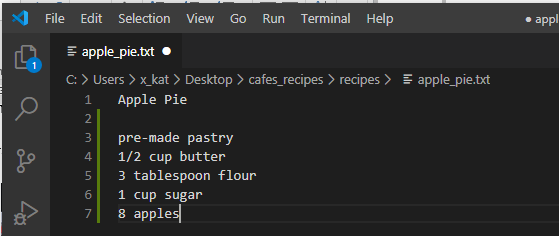 File Edit Selection View Go Run Terminal Help ● appl
apple_pie.txt ●
C: > Users > x_kat > Desktop > cafes_recipes > recipes > apple_pie.txt
1 Apple Pie
2
3 pre-made pastry
4 1/2 cup butter
5 3 tablespoon flour
6 1 cup sugar
7 8 apples
1